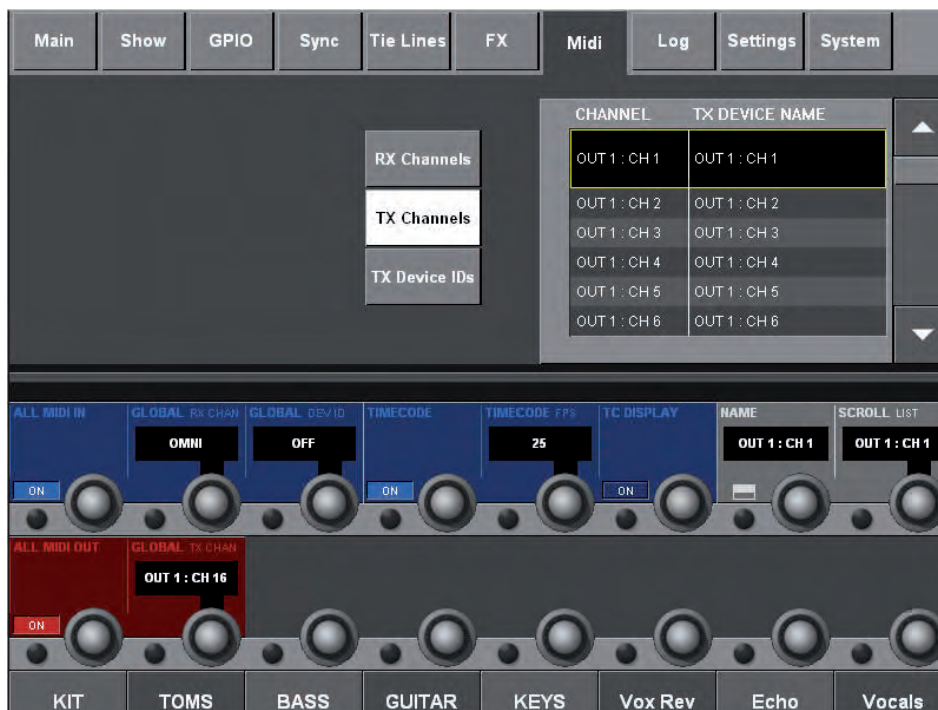 Main Show GPIO Sync Tie Lines FX Midi Log Settings System
CHANNEL TX DEVICE NAME
RX Channels
TX Channels
TX Device IDs
OUT 1 : CH 1 OUT 1 : CH 1
OUT 1 : CH 2 OUT 1 : CH 2
OUT 1 : CH 3 OUT 1 : CH 3
OUT 1 : CH 4 OUT 1 : CH 4
OUT 1 : CH 5 OUT 1 : CH 5
OUT 1 : CH 6 OUT 1 : CH 6
ALL MIDI IN GLOBAL RX CHAN GLOBAL DEV ID TIMECODE TIMECODE FPS TC DISPLAY NAME SCROLL LIST
OMNI OFF 25 OUT 1 : CH 1 OUT 1 : CH 1
ON ON ON
ALL MIDI OUT GLOBAL TX CHAN
OUT 1 : CH 16
ON
KIT TOMS BASS GUITAR KEYS Vox Rev Echo Vocals